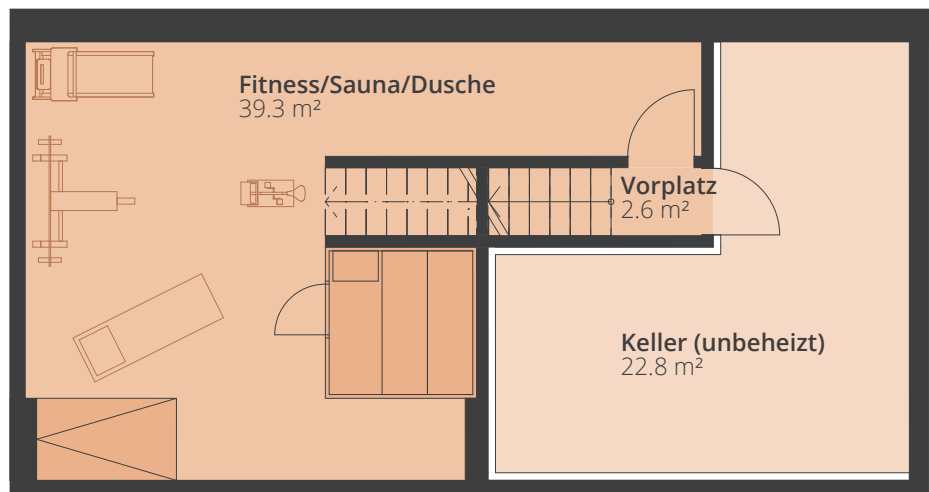 Fitness/Sauna/Dusche
39.3 m²
Vorplatz
2.6 m²
Keller (unbeheizt)
22.8 m²